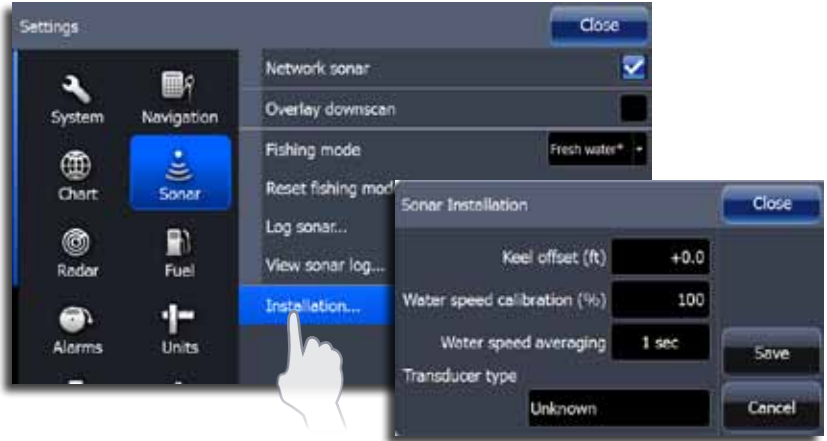 Settings
Close
System
Navigation
Chart
Sonar
Radar
Fuel
Alarms
Units
Network sonar
Overlay downscan
Fishing mode
Fresh water*
Reset fishing mod
Log sonar...
View sonar log...
Installation...
Sonar Installation
Close
Keel offset (ft)
+0.0
Water speed calibration (%)
100
Water speed averaging
1 sec
Transducer type
Unknown
Save
Cancel